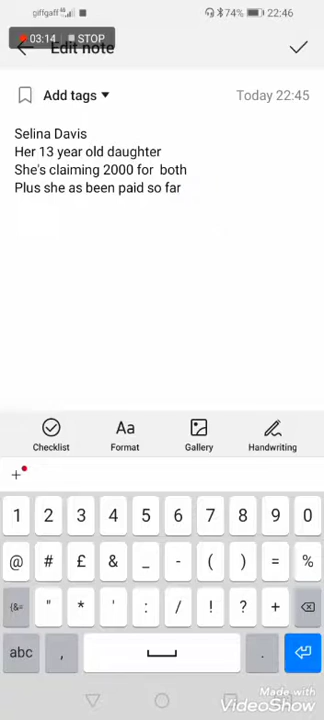 giffgaff 74% 22:46
03:14 STOP
Edit note
Add tags Today 22:45
Selina Davis
Her 13 year old daughter
She's claiming 2000 for both
Plus she as been paid so far
Checklist Format Gallery Handwriting
Aa
+
1 2 3 4 5 6 7 8 9 0
@ # £ & _ - ( ) = %
{&= " * ' : / ! ? +
abc , .
Made with
VideoShow